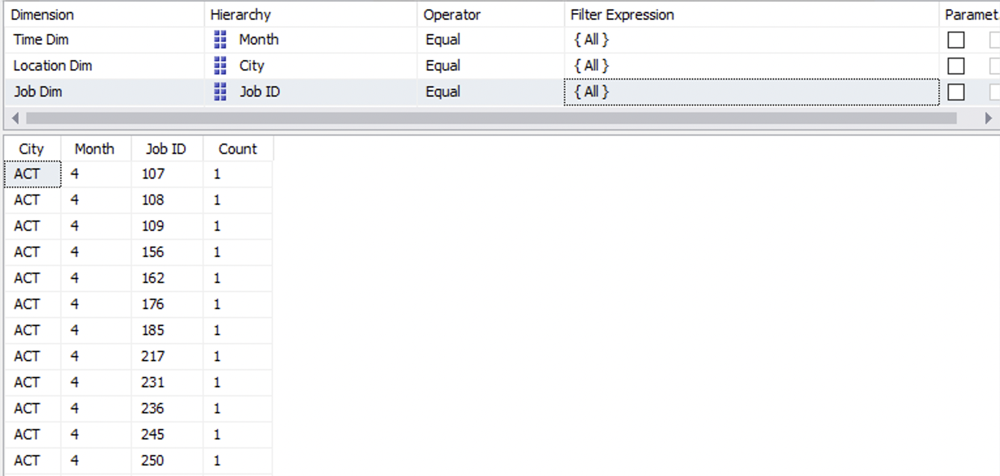 Dimension Hierarchy Operator Filter Expression Paramet
Time Dim Month Equal { All }
Location Dim City Equal { All }
Job Dim Job ID Equal { All }
City Month Job ID Count
ACT 4 107 1
ACT 4 108 1
ACT 4 109 1
ACT 4 156 1
ACT 4 162 1
ACT 4 176 1
ACT 4 185 1
ACT 4 217 1
ACT 4 231 1
ACT 4 236 1
ACT 4 245 1
ACT 4 250 1